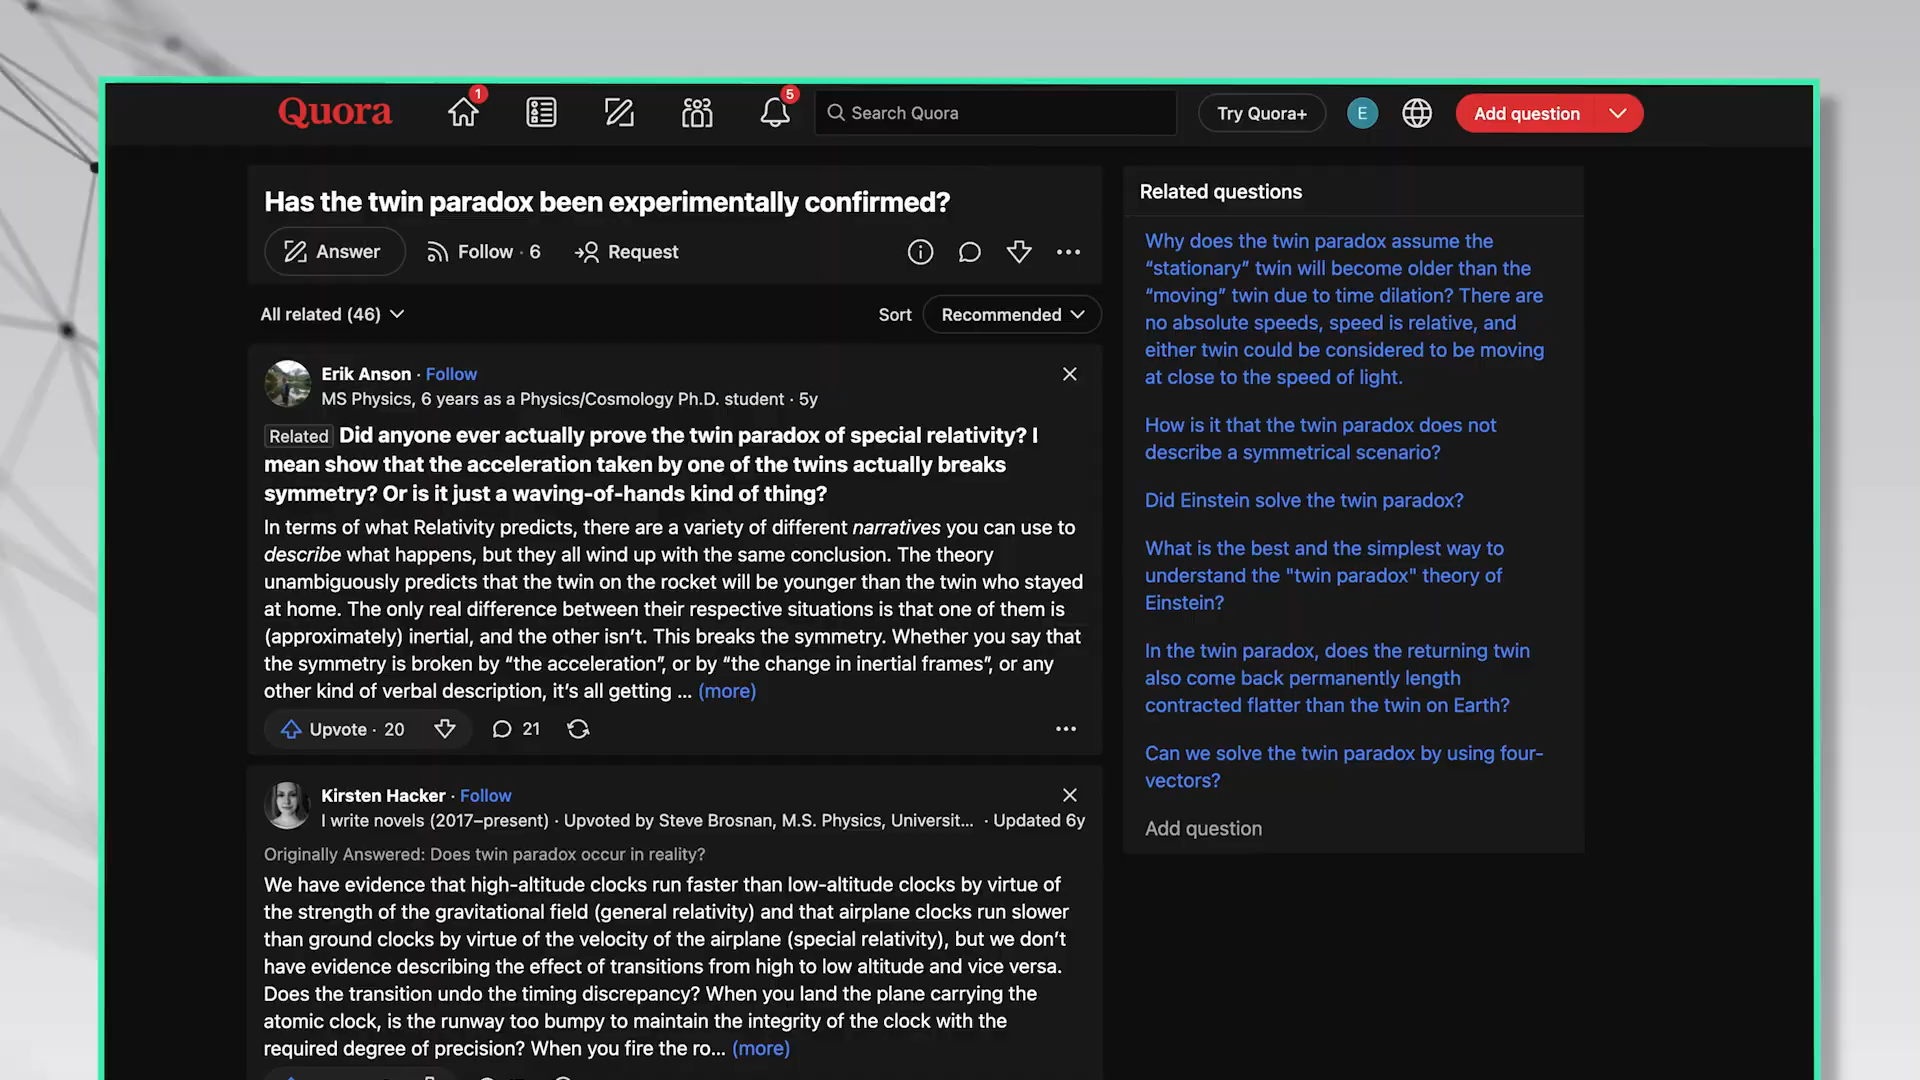 Quora
1
5
Search Quora
Try Quora+
E
Add question
Has the twin paradox been experimentally confirmed?
Answer
Follow · 6
Request
All related (46)
Sort
Recommended
Erik Anson · Follow
MS Physics, 6 years as a Physics/Cosmology Ph.D. student · 5y
Related Did anyone ever actually prove the twin paradox of special relativity? I
mean show that the acceleration taken by one of the twins actually breaks
symmetry? Or is it just a waving-of-hands kind of thing?
In terms of what Relativity predicts, there are a variety of different narratives you can use to
describe what happens, but they all wind up with the same conclusion. The theory
unambiguously predicts that the twin on the rocket will be younger than the twin who stayed
at home. The only real difference between their respective situations is that one of them is
(approximately) inertial, and the other isn't. This breaks the symmetry. Whether you say that
the symmetry is broken by “the acceleration”, or by “the change in inertial frames”, or any
other kind of verbal description, it's all getting ... (more)
Upvote · 20
21
Kirsten Hacker · Follow
I write novels (2017–present) · Upvoted by Steve Brosnan, M.S. Physics, Universit... · Updated 6y
Originally Answered: Does twin paradox occur in reality?
We have evidence that high-altitude clocks run faster than low-altitude clocks by virtue of
the strength of the gravitational field (general relativity) and that airplane clocks run slower
than ground clocks by virtue of the velocity of the airplane (special relativity), but we don't
have evidence describing the effect of transitions from high to low altitude and vice versa.
Does the transition undo the timing discrepancy? When you land the plane carrying the
atomic clock, is the runway too bumpy to maintain the integrity of the clock with the
required degree of precision? When you fire the ro... (more)
Related questions
Why does the twin paradox assume the
“stationary” twin will become older than the
“moving” twin due to time dilation? There are
no absolute speeds, speed is relative, and
either twin could be considered to be moving
at close to the speed of light.
How is it that the twin paradox does not
describe a symmetrical scenario?
Did Einstein solve the twin paradox?
What is the best and the simplest way to
understand the "twin paradox" theory of
Einstein?
In the twin paradox, does the returning twin
also come back permanently length
contracted flatter than the twin on Earth?
Can we solve the twin paradox by using four-
vectors?
Add question